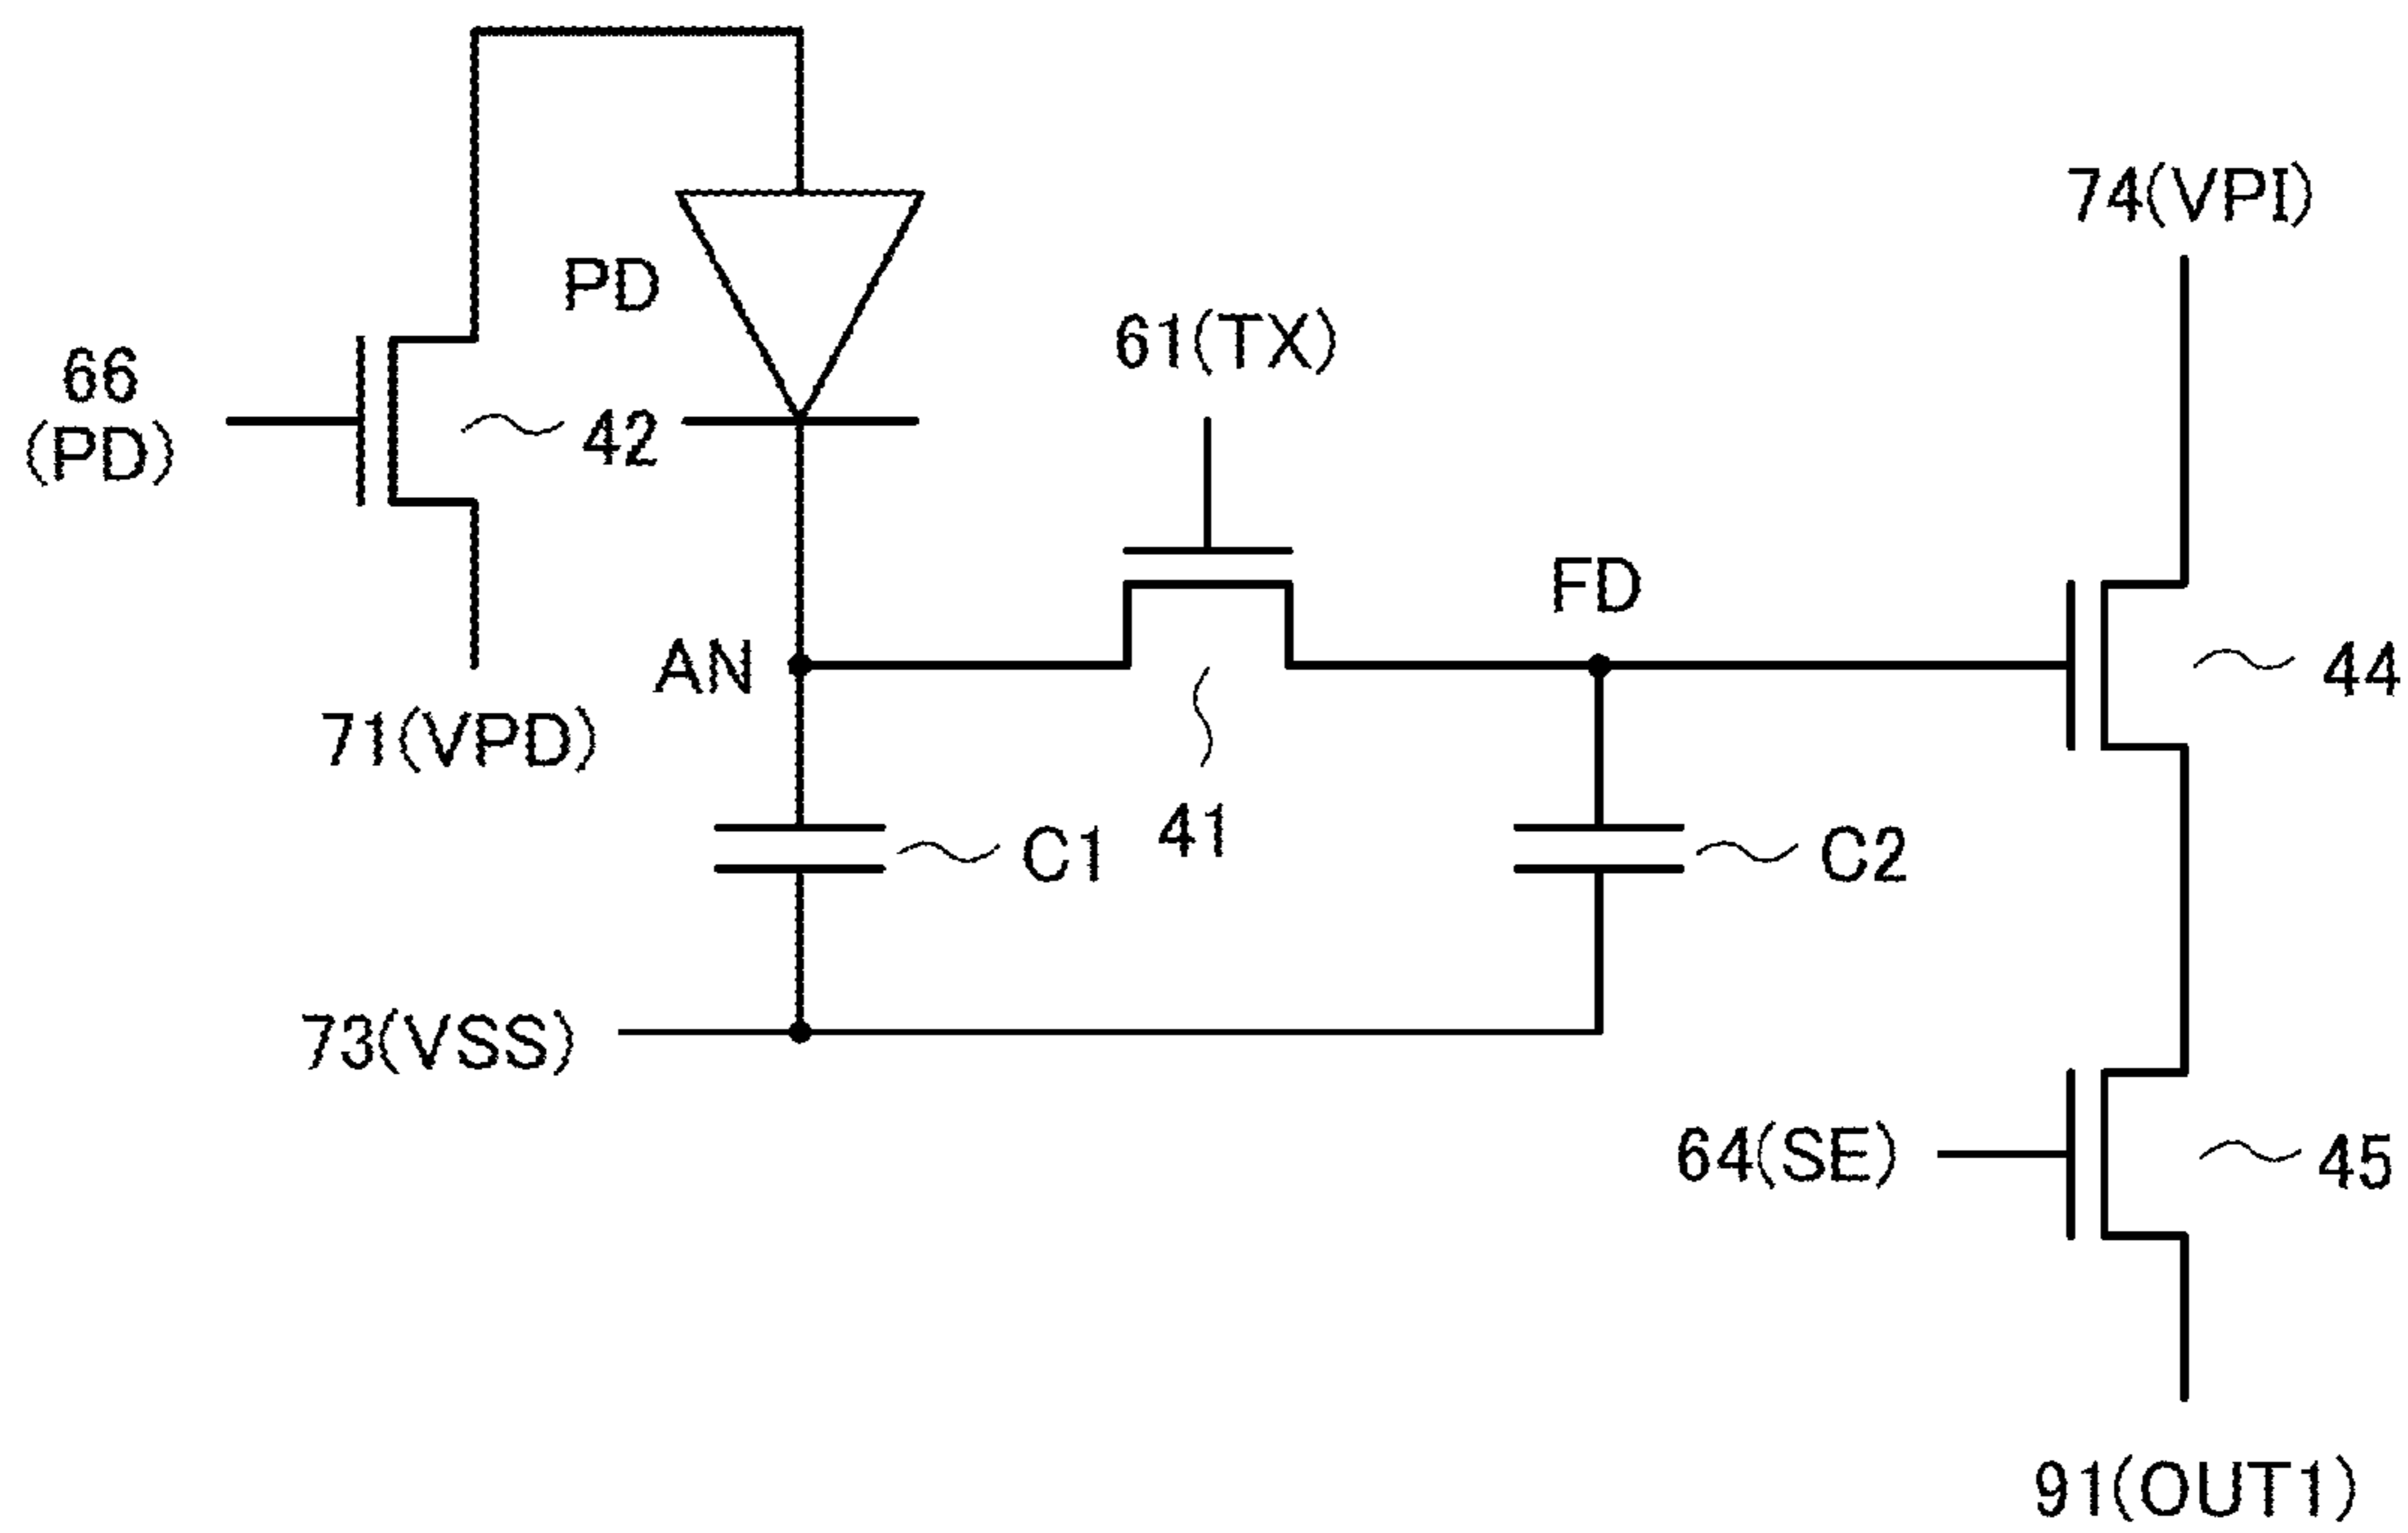 74(VPI)
PD
61(TX)
66
(PD)
42
FD
AN
44
71(VPD)
41
C1
C2
73(VSS)
64(SE)
45
91(OUT1)